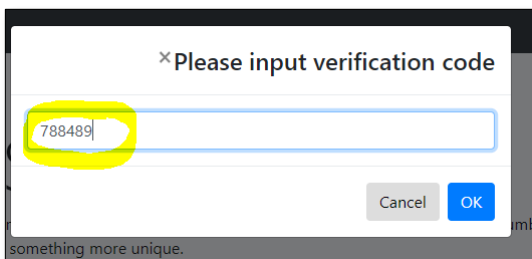 ×Please input verification code
788489
Cancel OK
something more unique.